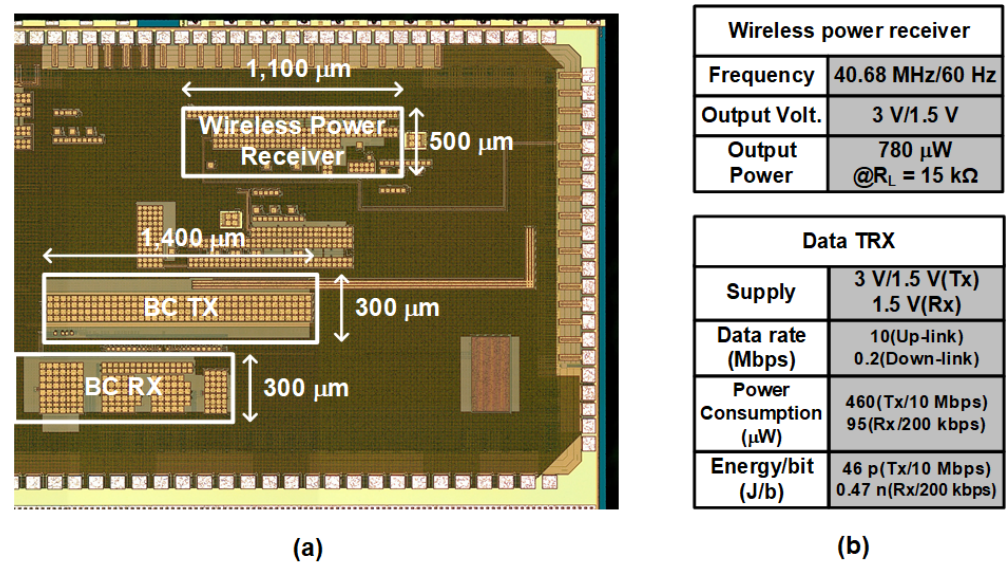 1,100 μm
Wireless Power
Receiver
500 μm
1,400 μm
BC TX
300 μm
BC RX
300 μm
(a)
Wireless power receiver
Frequency 40.68 MHz/60 Hz
Output Volt. 3 V/1.5 V
Output
Power
780 μW
@RL = 15 kΩ
Data TRX
Supply
3 V/1.5 V(Tx)
1.5 V(Rx)
Data rate
(Mbps)
10(Up-link)
0.2(Down-link)
Power
Consumption
(μW)
460(Tx/10 Mbps)
95(Rx/200 kbps)
Energy/bit
(J/b)
46 p(Tx/10 Mbps)
0.47 n(Rx/200 kbps)
(b)